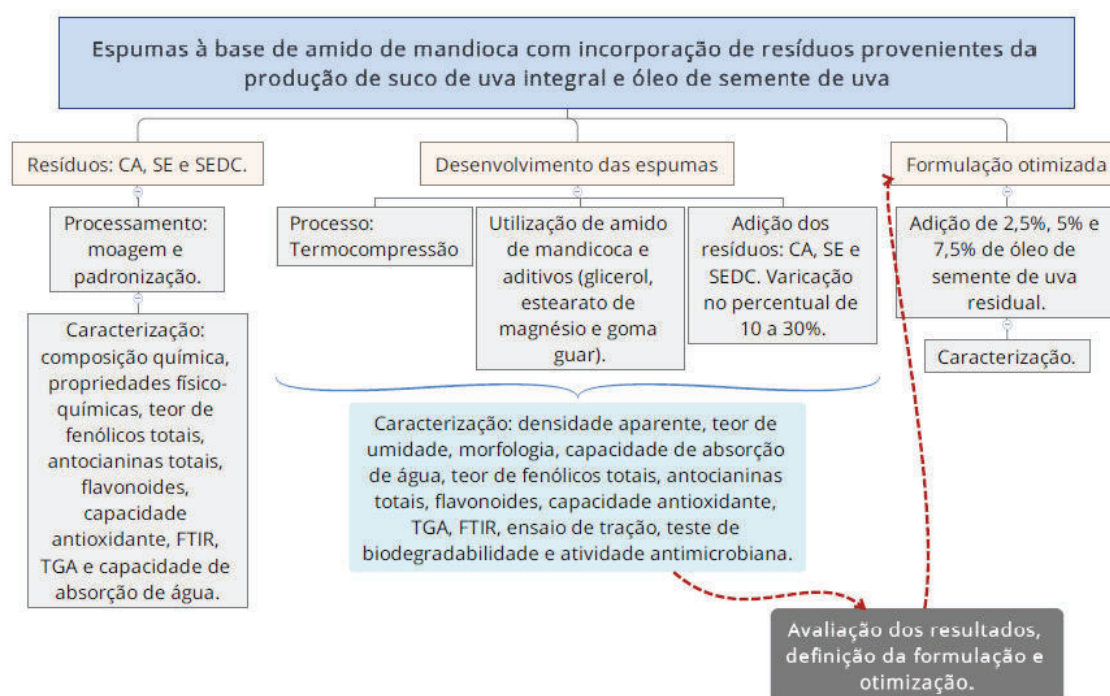 Espumas à base de amido de mandioca com incorporação de resíduos provenientes da
produção de suco de uva integral e óleo de semente de uva
Resíduos: CA, SE e SEDC.
Processamento:
moagem e
padronização.
Caracterização:
composição química,
propriedades físico-
químicas, teor de
fenólicos totais,
antocianinas totais,
flavonoides,
capacidade
antioxidante, FTIR,
TGA e capacidade de
absorção de água.
Desenvolvimento das espumas
Processo:
Termocompressão
Utilização de amido
de mandicoca e
aditivos (glicerol,
estearato de
magnésio e goma
guar).
Adição dos
resíduos: CA, SE e
SEDC. Varicação
no percentual de
10 a 30%.
Caracterização: densidade aparente, teor de
umidade, morfologia, capacidade de absorção
de água, teor de fenólicos totais, antocianinas
totais, flavonoides, capacidade antioxidante,
TGA, FTIR, ensaio de tração, teste de
biodegradabilidade e atividade antimicrobiana.
Formulação otimizada
Adição de 2,5%, 5% e
7,5% de óleo de
semente de uva
residual.
Caracterização.
Avaliação dos resultados,
definição da formulação e
otimização.